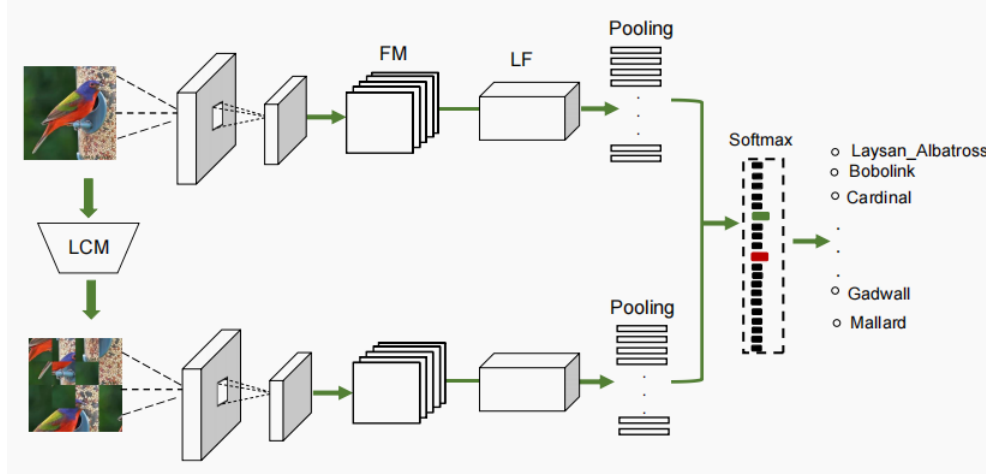 Pooling
FM
LF
Softmax
Laysan_Albatross
Bobolink
Cardinal
LCM
Gadwall
Mallard
Pooling